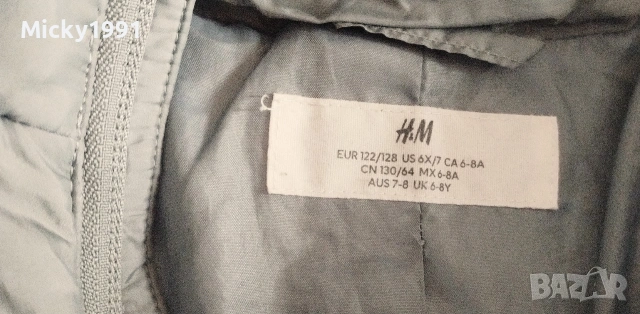 Micky1991
H&M
EUR 122/128 US 6X/7 CA 6-8A
CN 130/64 MX 6-8A
AUS 7-8 UK 6-8Y
BAZAR